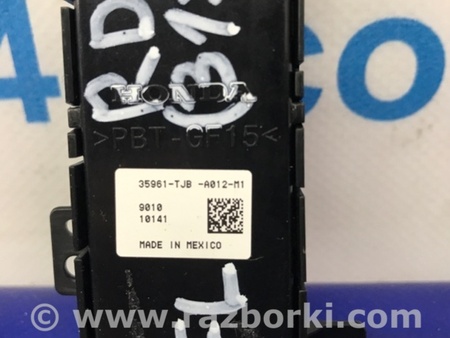 HONDA
>PBT-GF15<
35961-TJB -A012-M1
9010
10141
MADE IN MEXICO
© www.razborki.com